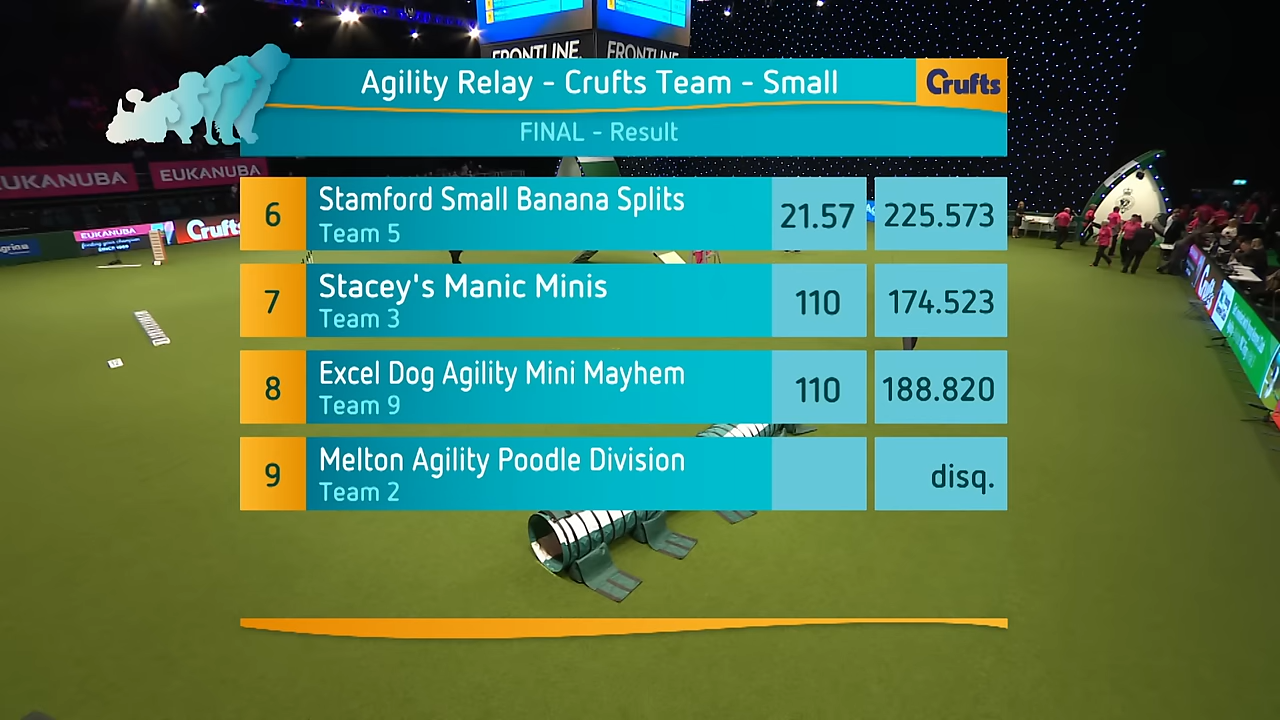 FRONTLINE FRONTLINE
Agility Relay - Crufts Team - Small
Crufts
FINAL - Result
EUKANUBA EUKANUBA
6 Stamford Small Banana Splits 21.57 225.573
Team 5
EUKANUBA
Crufts
7 Stacey's Manic Minis 110 174.523
Team 3
8 Excel Dog Agility Mini Mayhem 110 188.820
Team 9
9 Melton Agility Poodle Division disq.
Team 2